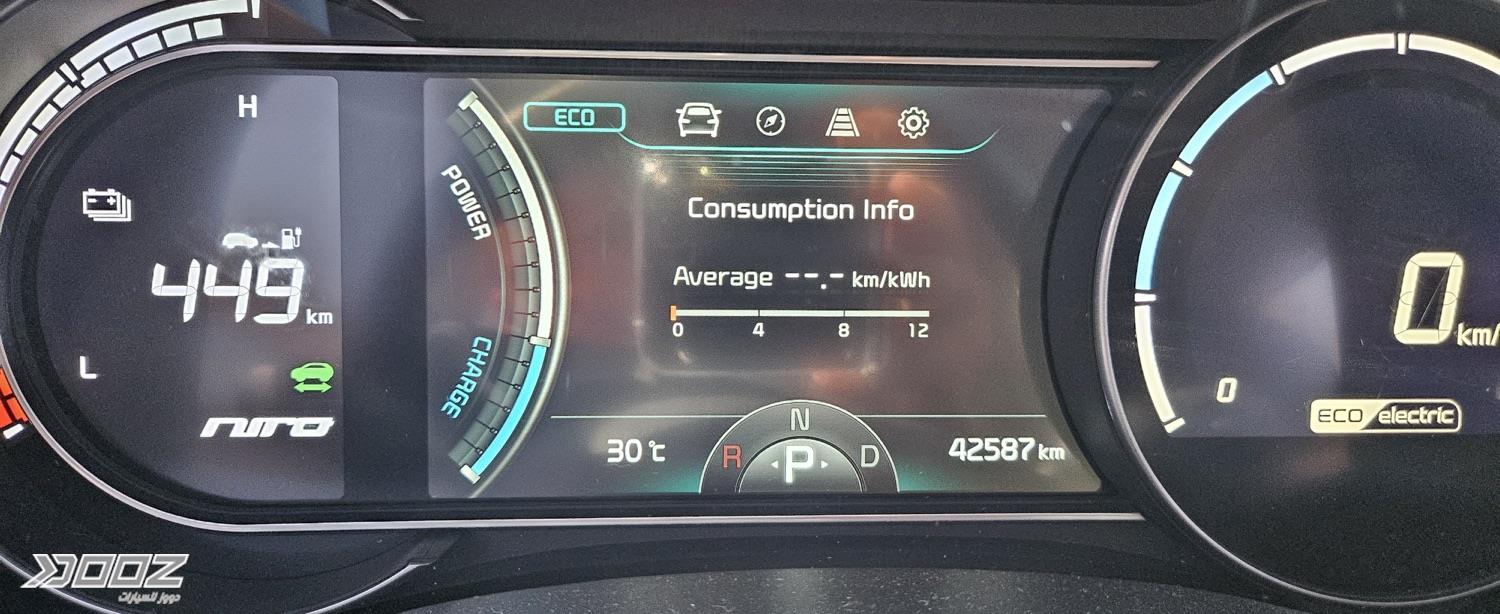 H
449 km
L
NIRO
POWER
CHARGE
ECO
Consumption Info
Average --.- km/kWh
0 4 8 12
30 °C
R N D
P
42587 km
0 km/
0
ECO electric
DOOZ
دووز للسيارات